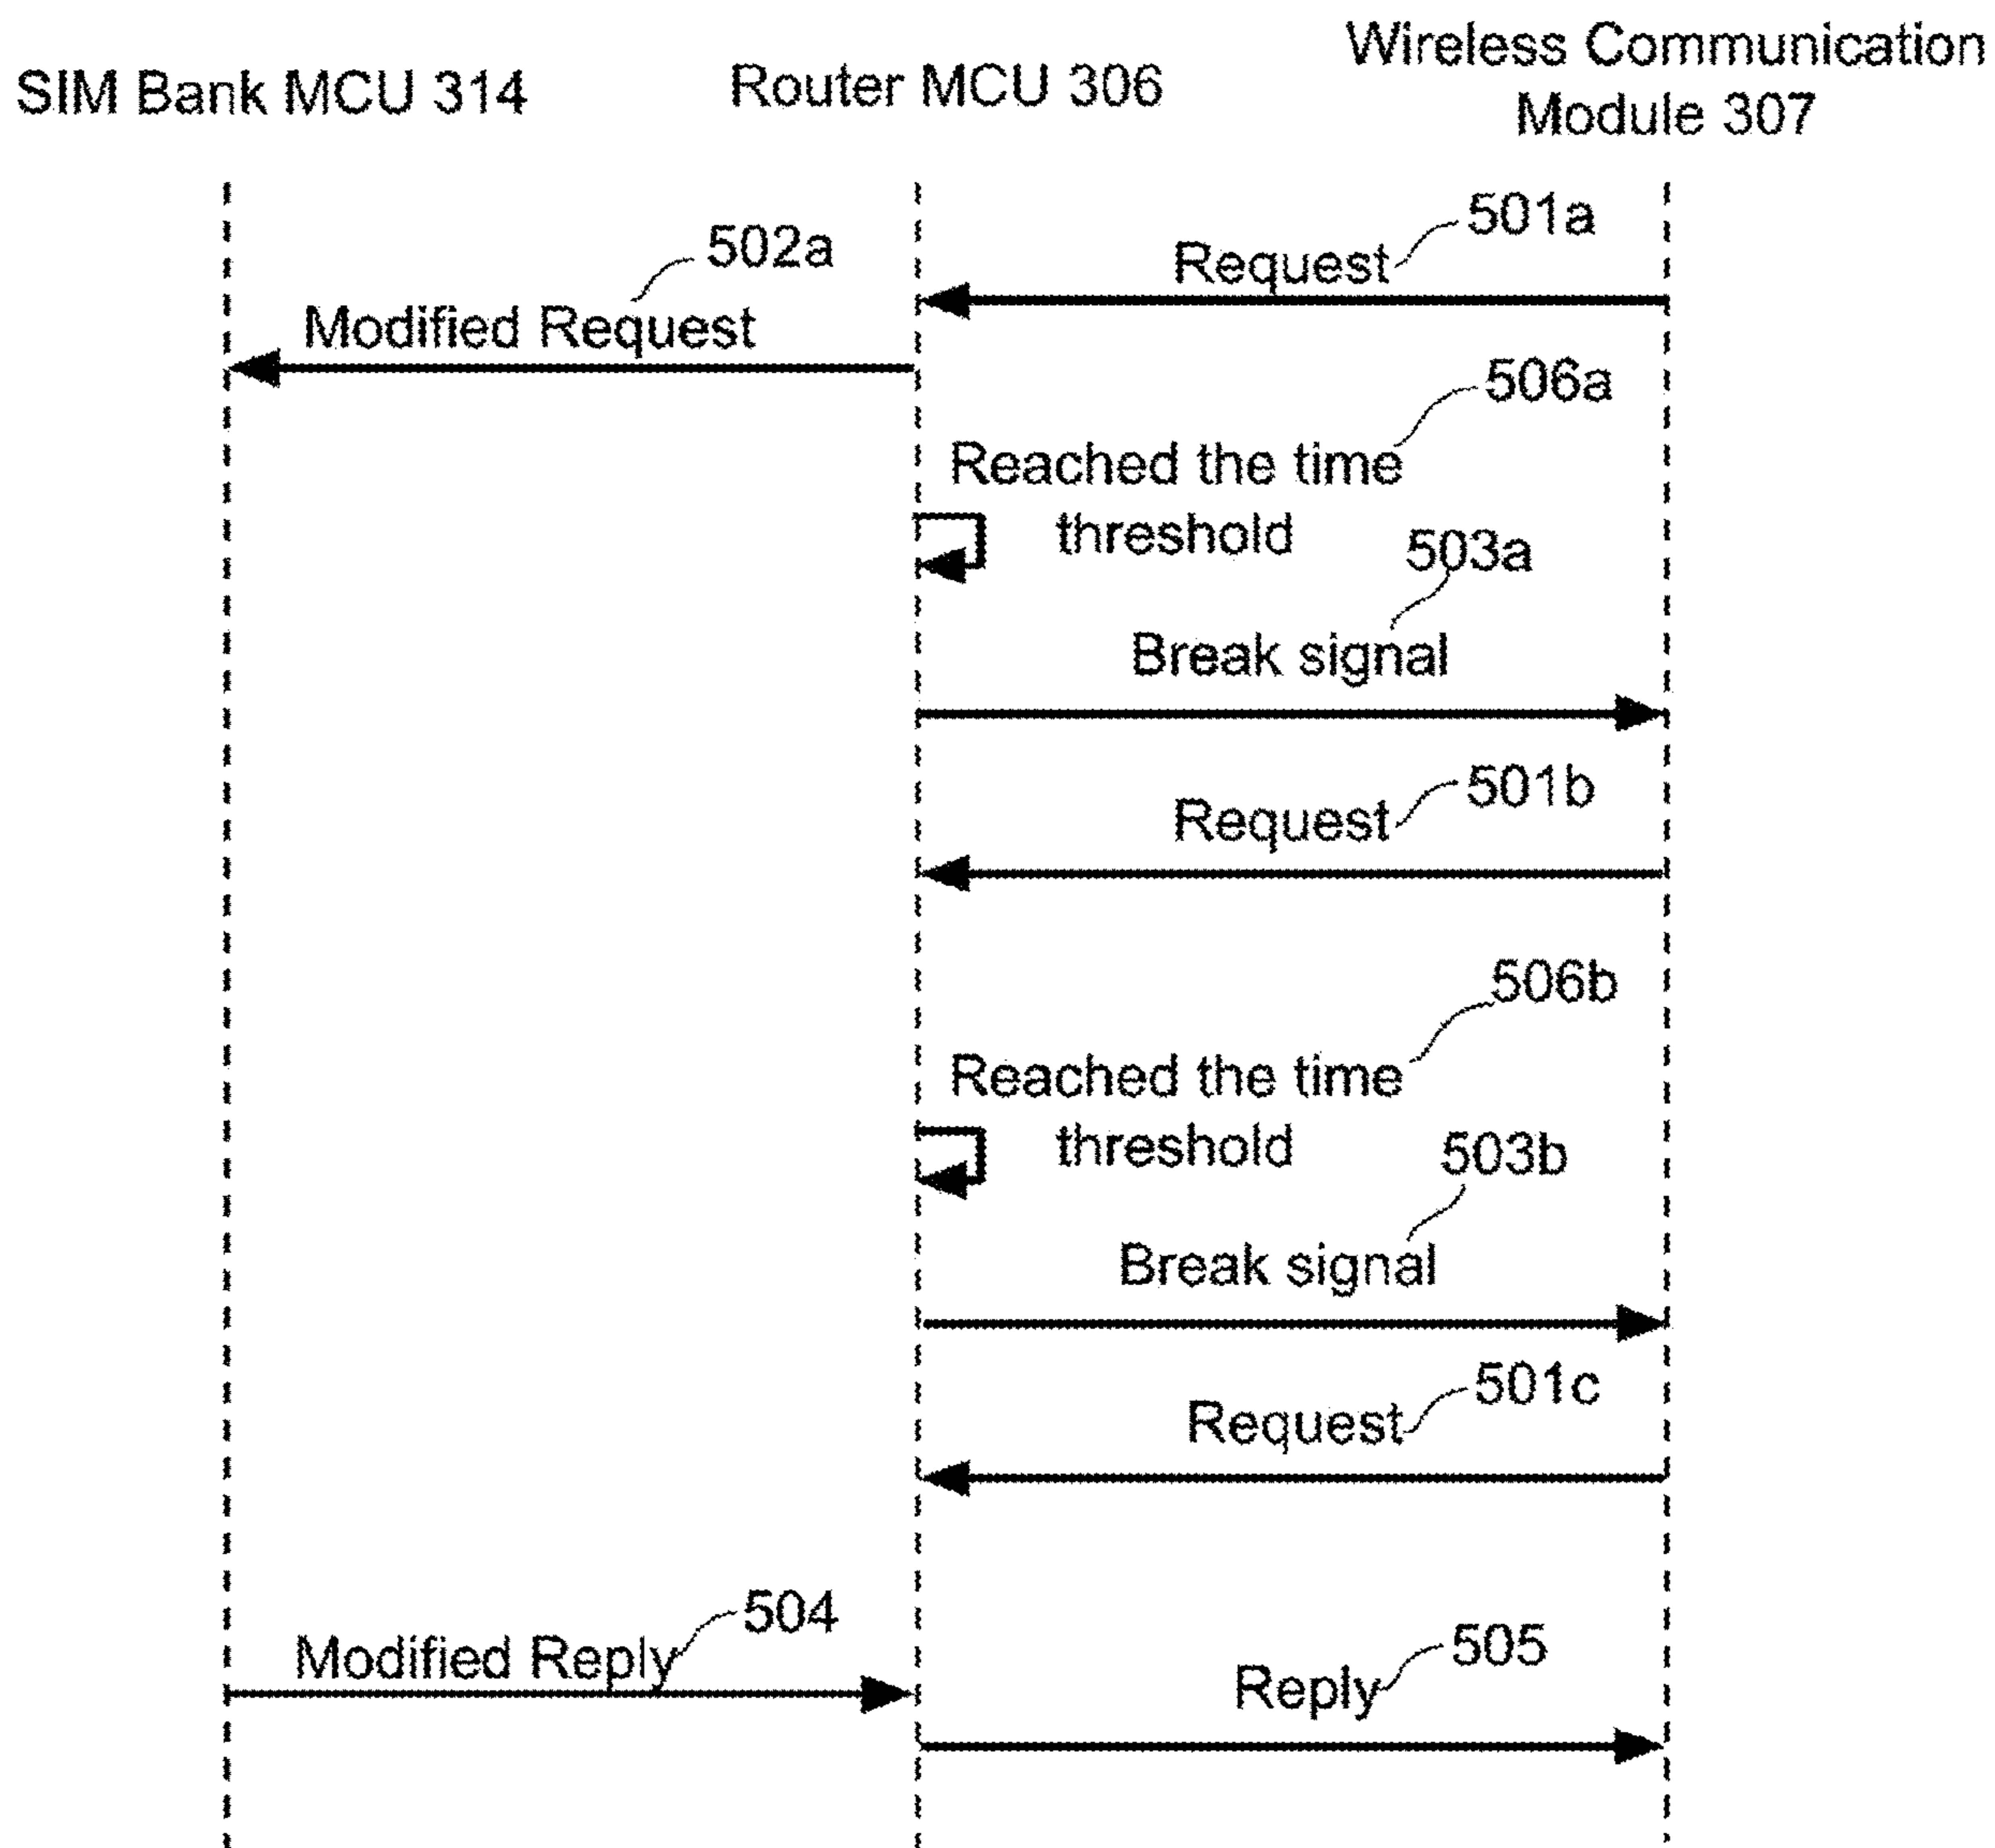 SIM Bank MCU 314
Router MCU 306
Wireless Communication
Module 307
501a
Request
502a
Modified Request
506a
Reached the time
threshold
503a
Break signal
501b
Request
506b
Reached the time
threshold
503b
Break signal
501c
Request
504
Modified Reply
505
Reply